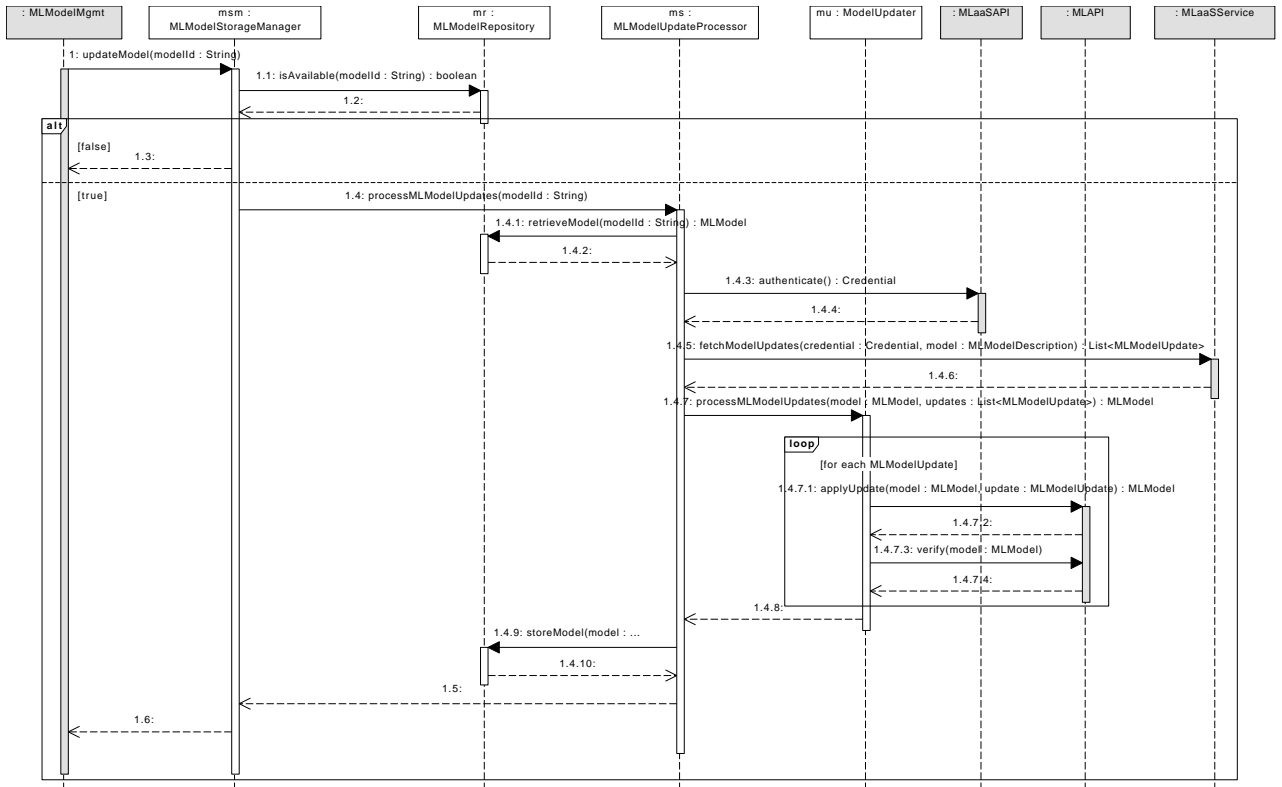 : MLModelMgmt
msm :
MLModelStorageManager
mr :
MLModelRepository
ms :
MLModelUpdateProcessor
mu : ModelUpdater
: MLaaSAPI
: MLAPI
: MLaaSService
1: updateModel(modelId : String)
1.1: isAvailable(modelId : String) : boolean
1.2:
alt
[false]
1.3:
[true]
1.4: processMLModelUpdates(modelId : String)
1.4.1: retrieveModel(modelId : String) : MLModel
1.4.2:
1.4.3: authenticate() : Credential
1.4.4:
1.4.5: fetchModelUpdates(credential : Credential, model : MLModelDescription) : List<MLModelUpdate>
1.4.6:
1.4.7: processMLModelUpdates(model : MLModel, updates : List<MLModelUpdate>) : MLModel
loop
[for each MLModelUpdate]
1.4.7.1: applyUpdate(model : MLModel, update : MLModelUpdate) : MLModel
1.4.7.2:
1.4.7.3: verify(model : MLModel)
1.4.7.4:
1.4.8:
1.4.9: storeModel(model : ...
1.4.10:
1.5:
1.6: